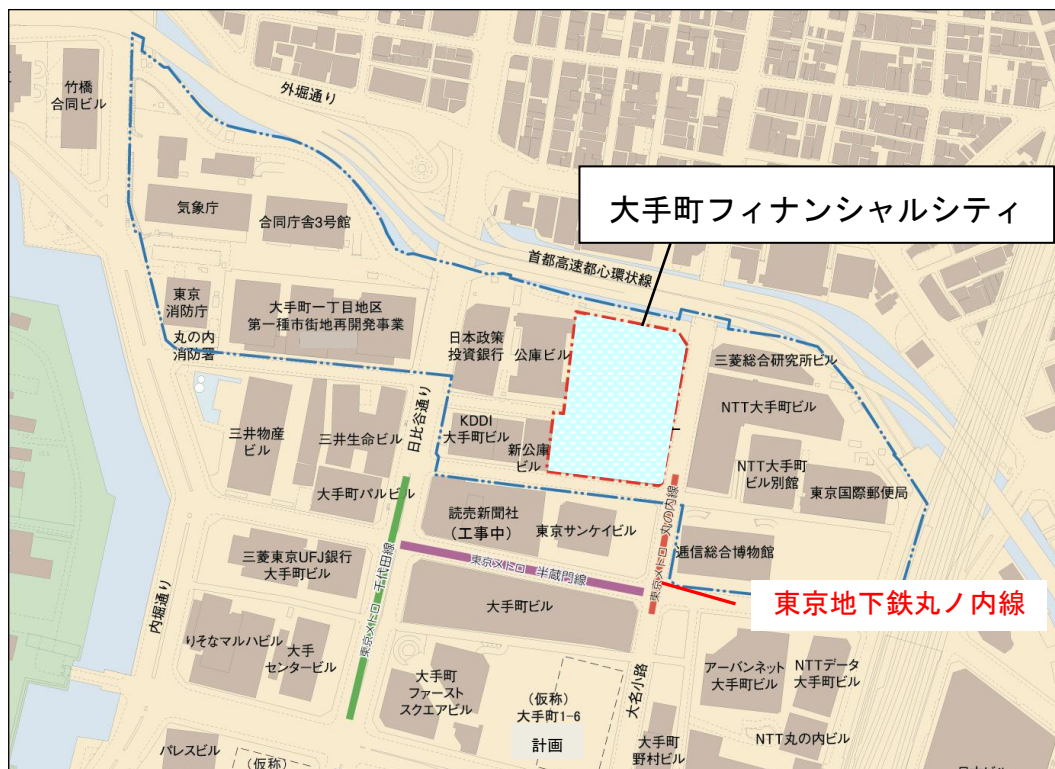 竹橋
合同ビル
外堀通り
大手町フィナンシャルシティ
気象庁
合同庁舎3号館
首都高速都心環状線
東京
消防庁
丸の内
消防署
大手町一丁目地区
第一種市街地再開発事業
日本政策
投資銀行
公庫ビル
三菱総合研究所ビル
日比谷通り
NTT大手町ビル
三井物産
ビル
三井生命ビル
KDDI
大手町ビル
新公庫
ビル
NTT大手町
ビル別館
東京国際郵便局
大手町パルビル
読売新聞社
(工事中)
東京サンケイビル
東京メトロ 丸の内線
逓信総合博物館
三菱東京UFJ銀行
大手町ビル
東京メトロ 千代田線
東京メトロ 半蔵門線
東京地下鉄丸ノ内線
内堀通り
大手町ビル
りそなマルハビル
大手
センタービル
大手町
ファースト
スクエアビル
大名小路
アーバンネット
大手町ビル
NTTデータ
大手町ビル
(仮称)
大手町1-6
計画
パレスビル
(仮称)
大手町
野村ビル
NTT丸の内ビル